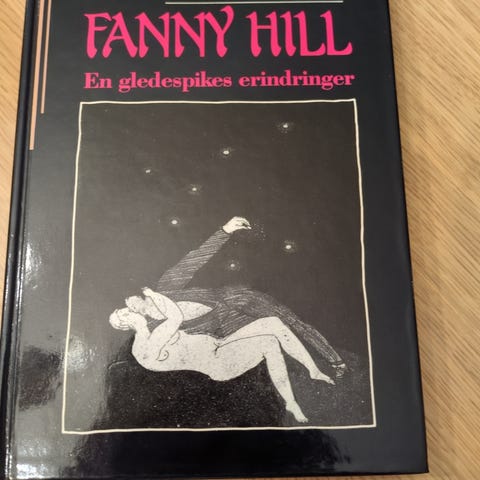 FANNY HILL
En gledespikes erindringer